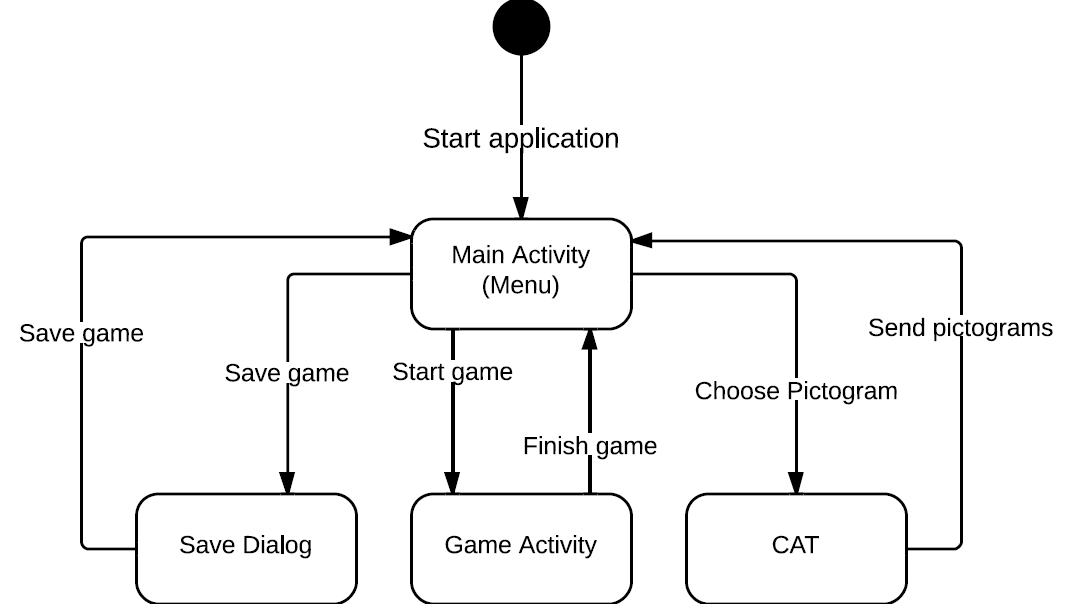 Start application
Main Activity
(Menu)
Save game
Send pictograms
Save game
Start game
Choose Pictogram
Finish game
Save Dialog
Game Activity
CAT